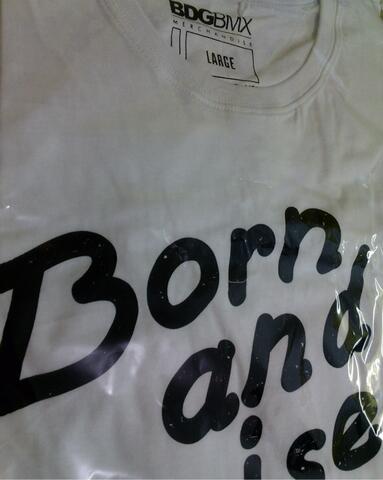 BDGBMX
MERCHANDISE
LARGE
Born
and